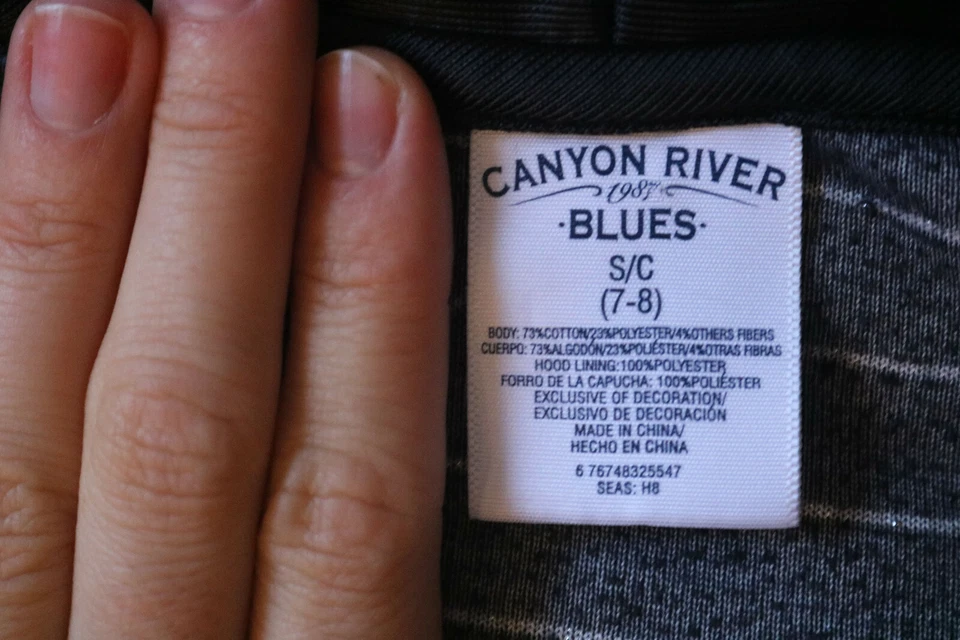 CANYON RIVER
1987
·BLUES·
S/C
(7-8)
BODY: 73%COTTON/23%POLYESTER/4%OTHERS FIBERS
CUERPO: 73%ALGODÓN/23%POLIÉSTER/4%OTRAS FIBRAS
HOOD LINING:100%POLYESTER
FORRO DE LA CAPUCHA: 100%POLIÉSTER
EXCLUSIVE OF DECORATION/
EXCLUSIVO DE DECORACIÓN
MADE IN CHINA/
HECHO EN CHINA
6 76748325547
SEAS: H8